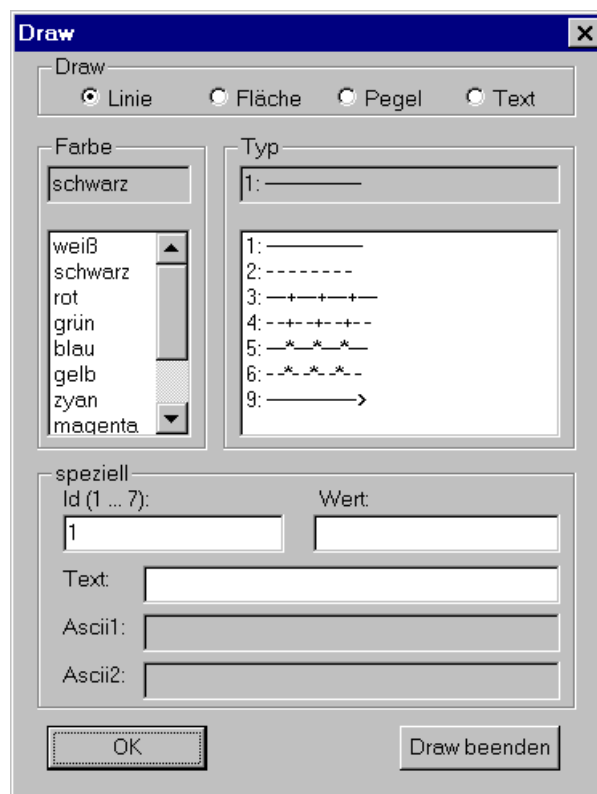 Draw
Draw
Linie Fläche Pegel Text
Farbe
schwarz
weiß
schwarz
rot
grün
blau
gelb
zyan
magenta
Typ
1: ————
1: ————
2: --------
3: —+—+—+—
4: --+--+--+--
5: —*—*—*—
6: --*--*--*--
9: ————>
speziell
Id (1 ... 7):
1
Wert:
Text:
Ascii1:
Ascii2:
OK
Draw beenden